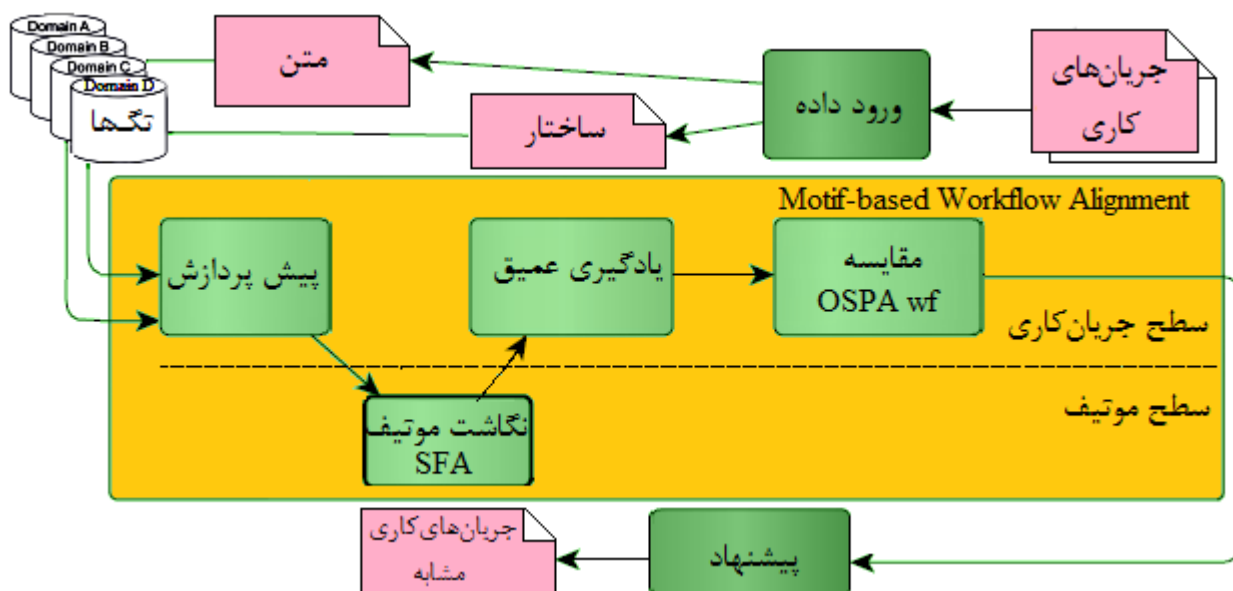 جریان‌های
کاری
ورود داده
متن
ساختار
Domain A
Domain B
Domain C
Domain D
تگ‌ها
Motif-based Workflow Alignment
پیش پردازش
یادگیری عمیق
مقایسه
OSPA wf
سطح جریان‌کاری
سطح موتیف
نگاشت موتیف
SFA
پیشنهاد
جریان‌های‌کاری
مشابه